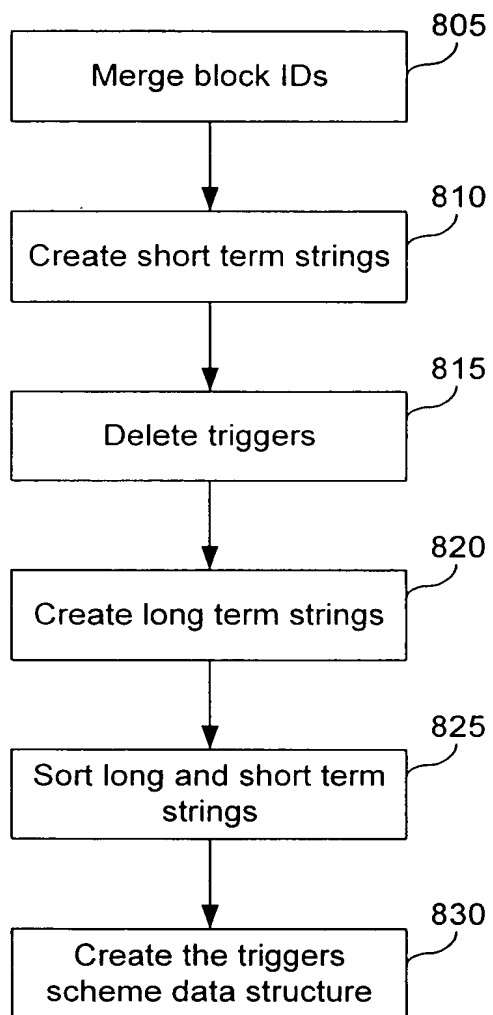 805
Merge block IDs
810
Create short term strings
815
Delete triggers
820
Create long term strings
825
Sort long and short term
strings
830
Create the triggers
scheme data structure